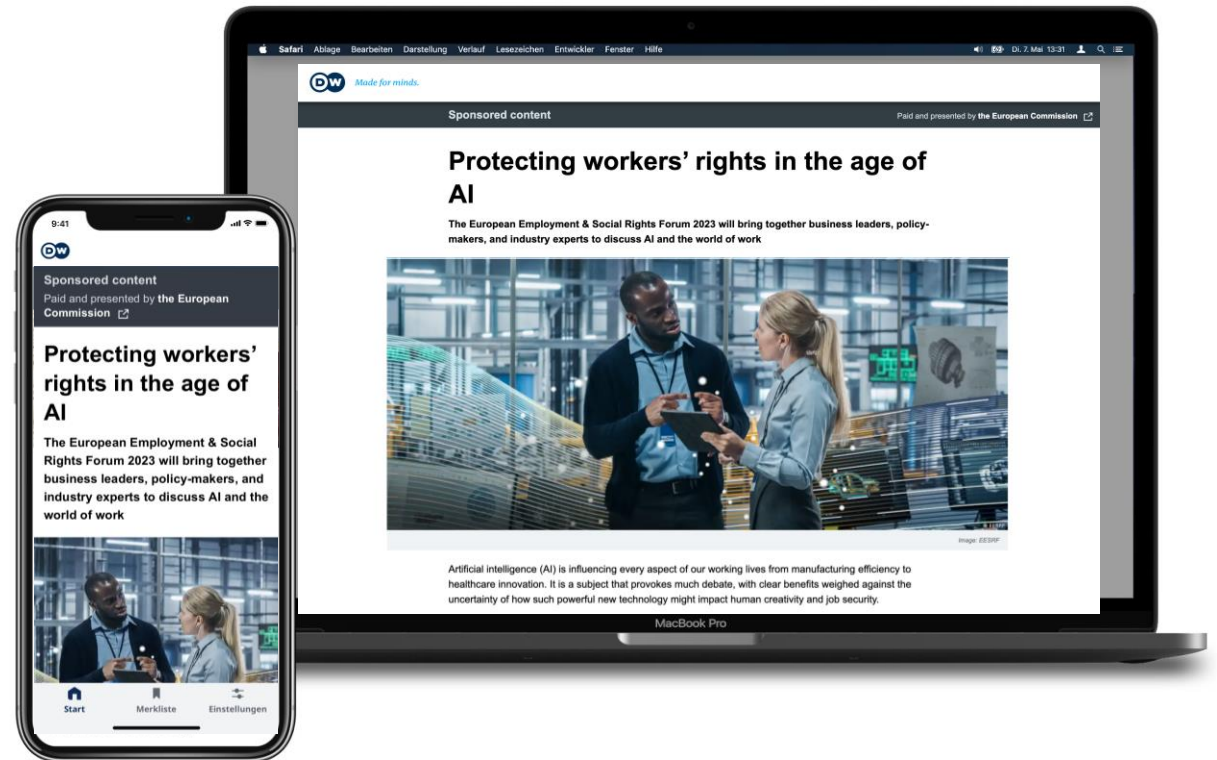 Safari Ablage Bearbeiten Darstellung Verlauf Lesezeichen Entwickler Fenster Hilfe
Di. 7. Mai 13:31
DW
Made for minds.
Sponsored content
Paid and presented by the European Commission
Protecting workers’ rights in the age of
AI
The European Employment & Social Rights Forum 2023 will bring together business leaders, policy-
makers, and industry experts to discuss AI and the world of work
Image: EESRF
Artificial intelligence (AI) is influencing every aspect of our working lives from manufacturing efficiency to
healthcare innovation. It is a subject that provokes much debate, with clear benefits weighed against the
uncertainty of how such powerful new technology might impact human creativity and job security.
MacBook Pro
9:41
DW
Sponsored content
Paid and presented by the European
Commission
Protecting workers’
rights in the age of
AI
The European Employment & Social
Rights Forum 2023 will bring together
business leaders, policy-makers, and
industry experts to discuss AI and the
world of work
Start Merkliste Einstellungen